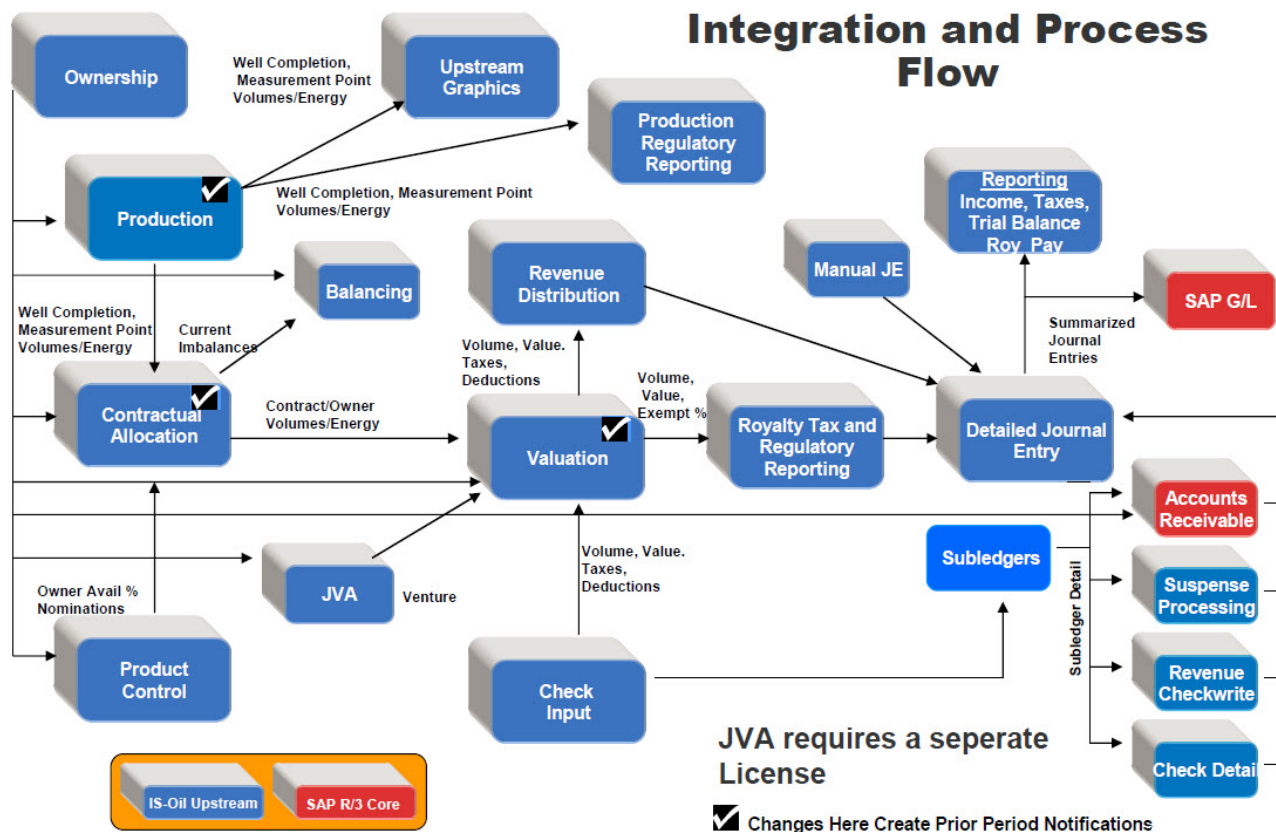 Integration and Process
Flow
Ownership
Well Completion,
Measurement Point
Volumes/Energy
Upstream
Graphics
Production
Regulatory
Reporting
Production
Well Completion, Measurement Point
Volumes/Energy
Reporting
Income, Taxes,
Trial Balance
Roy Pay
Manual JE
Revenue
Distribution
Balancing
SAP G/L
Well Completion,
Measurement Point
Volumes/Energy
Current
Imbalances
Summarized
Journal
Entries
Volume, Value.
Taxes,
Deductions
Volume,
Value,
Exempt %
Contractual
Allocation
Contract/Owner
Volumes/Energy
Valuation
Royalty Tax and
Regulatory
Reporting
Detailed Journal
Entry
Accounts
Receivable
Volume, Value.
Taxes,
Deductions
Subledgers
Owner Avail %
Nominations
JVA
Venture
Suspense
Processing
Subledger Detail
Product
Control
Check
Input
Revenue
Checkwrite
JVA requires a seperate
License
Check Detail
IS-Oil Upstream
SAP R/3 Core
Changes Here Create Prior Period Notifications